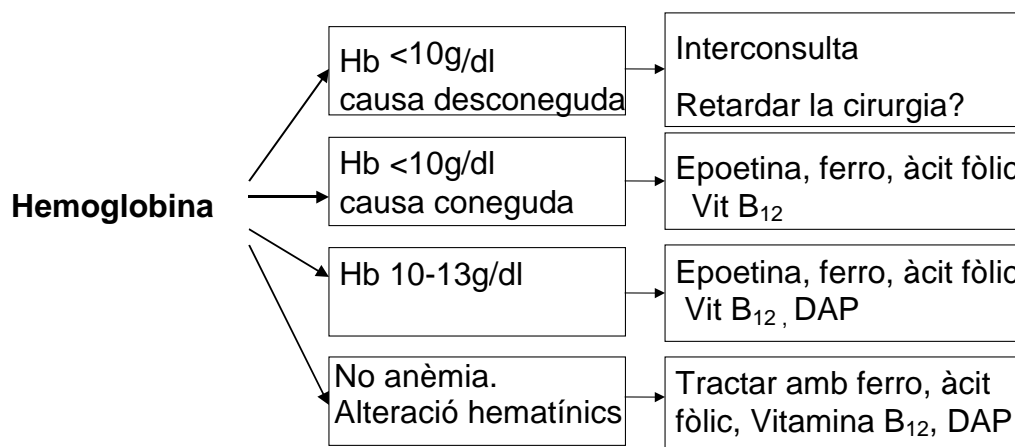 Hb <10g/dl
causa desconeguda
Interconsulta
Retardar la cirurgia?
Hemoglobina
Hb <10g/dl
causa coneguda
Epoetina, ferro, àcit fòlic
Vit B₁₂
Hb 10-13g/dl
Epoetina, ferro, àcit fòlic
Vit B₁₂ , DAP
No anèmia.
Alteració hematínics
Tractar amb ferro, àcit
fòlic, Vitamina B₁₂, DAP